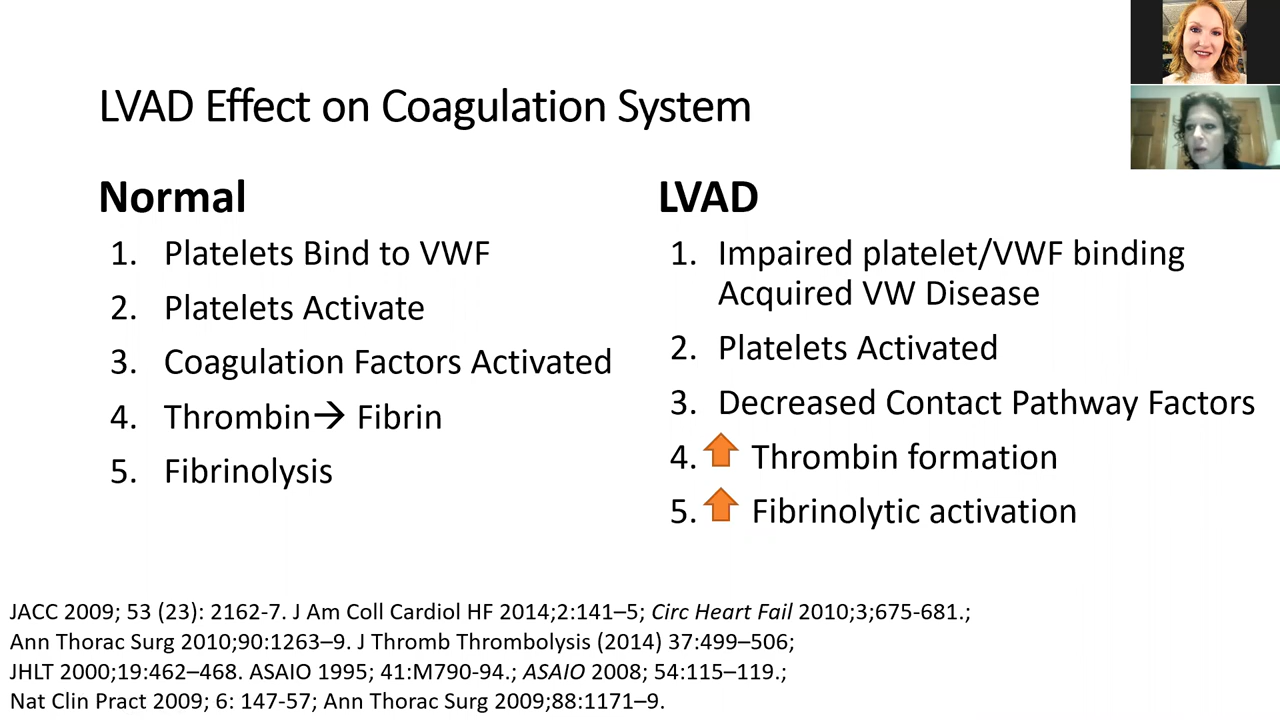 LVAD Effect on Coagulation System
Normal
1. Platelets Bind to VWF
2. Platelets Activate
3. Coagulation Factors Activated
4. Thrombin→ Fibrin
5. Fibrinolysis
LVAD
1. Impaired platelet/VWF binding
Acquired VW Disease
2. Platelets Activated
3. Decreased Contact Pathway Factors
4. Thrombin formation
5. Fibrinolytic activation
JACC 2009; 53 (23): 2162-7. J Am Coll Cardiol HF 2014;2:141–5; Circ Heart Fail 2010;3;675-681.;
Ann Thorac Surg 2010;90:1263–9. J Thromb Thrombolysis (2014) 37:499–506;
JHLT 2000;19:462–468. ASAIO 1995; 41:M790-94.; ASAIO 2008; 54:115–119.;
Nat Clin Pract 2009; 6: 147-57; Ann Thorac Surg 2009;88:1171–9.